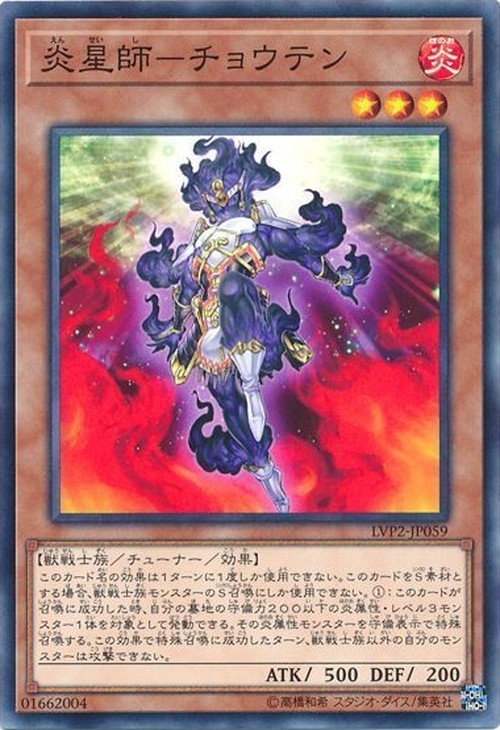 炎星師－チョウテン
えん せい し
炎
ほのお
LVP2-JP059
【獣戦士族／チューナー／効果】
このカード名の効果は1ターンに1度しか使用できない。このカードをS素材と
する場合、獣戦士族モンスターのS召喚にしか使用できない。①：このカードが
召喚に成功した時、自分の墓地の守備力200以下の炎属性・レベル3モン
スター1体を対象として発動できる。その炎属性モンスターを守備表示で特殊
召喚する。この効果で特殊召喚に成功したターン、獣戦士族以外の自分のモン
スターは攻撃できない。
ATK/ 500 DEF/ 200
01662004
©高橋和希 スタジオ・ダイス/集英社